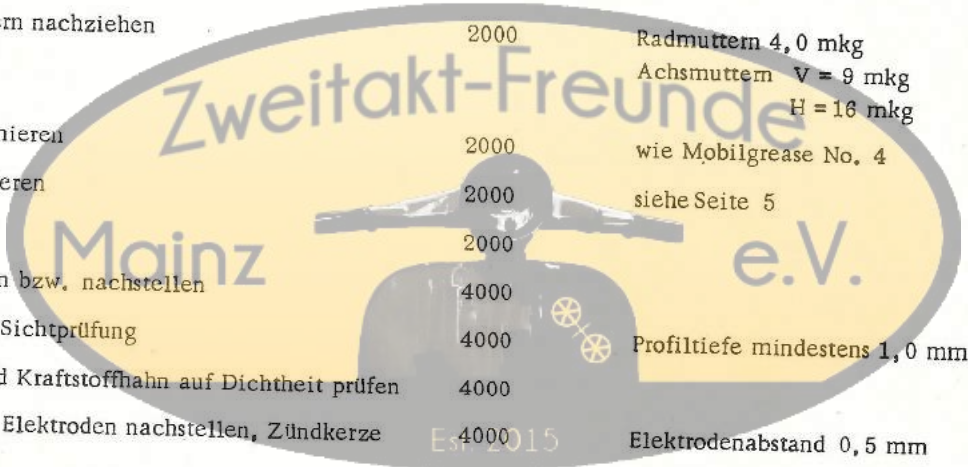 ern nachziehen 2000 Radmuttern 4,0 mkg
Achsmuttern V = 9 mkg
H = 16 mkg
nieren 2000 wie Mobilgrease No. 4
eren 2000 siehe Seite 5
2000
n bzw. nachstellen 4000
Sichtprüfung 4000 Profiltiefe mindestens 1,0 mm
d Kraftstoffhahn auf Dichtheit prüfen 4000
Elektroden nachstellen, Zündkerze 4000 Elektrodenabstand 0,5 mm
Zweitakt-Freunde
Mainz e.V.
Est. 2015